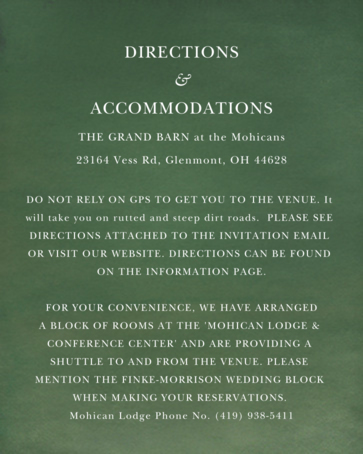 DIRECTIONS
&
ACCOMMODATIONS
THE GRAND BARN at the Mohicans
23164 Vess Rd, Glenmont, OH 44628
DO NOT RELY ON GPS TO GET YOU TO THE VENUE. It
will take you on rutted and steep dirt roads. PLEASE SEE
DIRECTIONS ATTACHED TO THE INVITATION EMAIL
OR VISIT OUR WEBSITE. DIRECTIONS CAN BE FOUND
ON THE INFORMATION PAGE.
FOR YOUR CONVENIENCE, WE HAVE ARRANGED
A BLOCK OF ROOMS AT THE 'MOHICAN LODGE &
CONFERENCE CENTER' AND ARE PROVIDING A
SHUTTLE TO AND FROM THE VENUE. PLEASE
MENTION THE FINKE-MORRISON WEDDING BLOCK
WHEN MAKING YOUR RESERVATIONS.
Mohican Lodge Phone No. (419) 938-5411